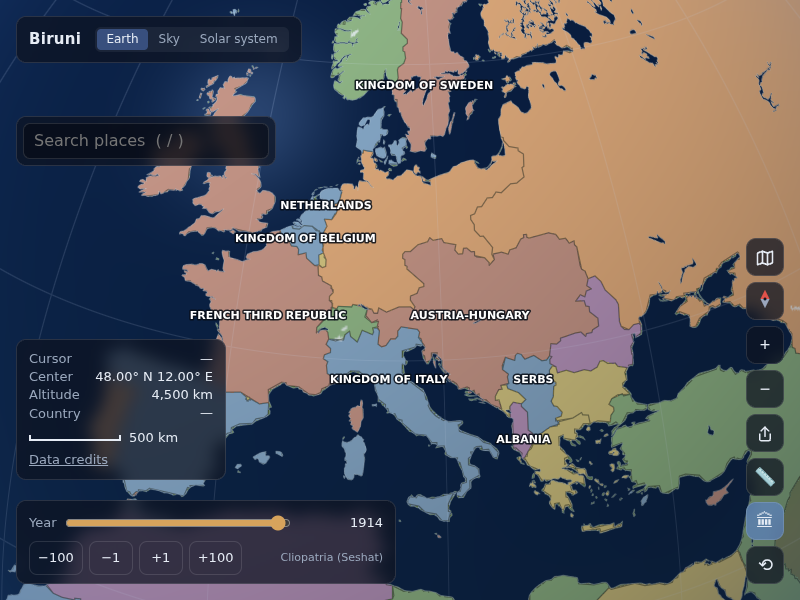 Biruni Earth Sky Solar system
KINGDOM OF SWEDEN
Search places ( / )
NETHERLANDS
KINGDOM OF BELGIUM
FRENCH THIRD REPUBLIC
AUSTRIA-HUNGARY
KINGDOM OF ITALY
SERBS
ALBANIA
Cursor —
Center 48.00° N 12.00° E
Altitude 4,500 km
Country —
500 km
Data credits
+
−
Year 1914
−100 −1 +1 +100 Cliopatria (Seshat)